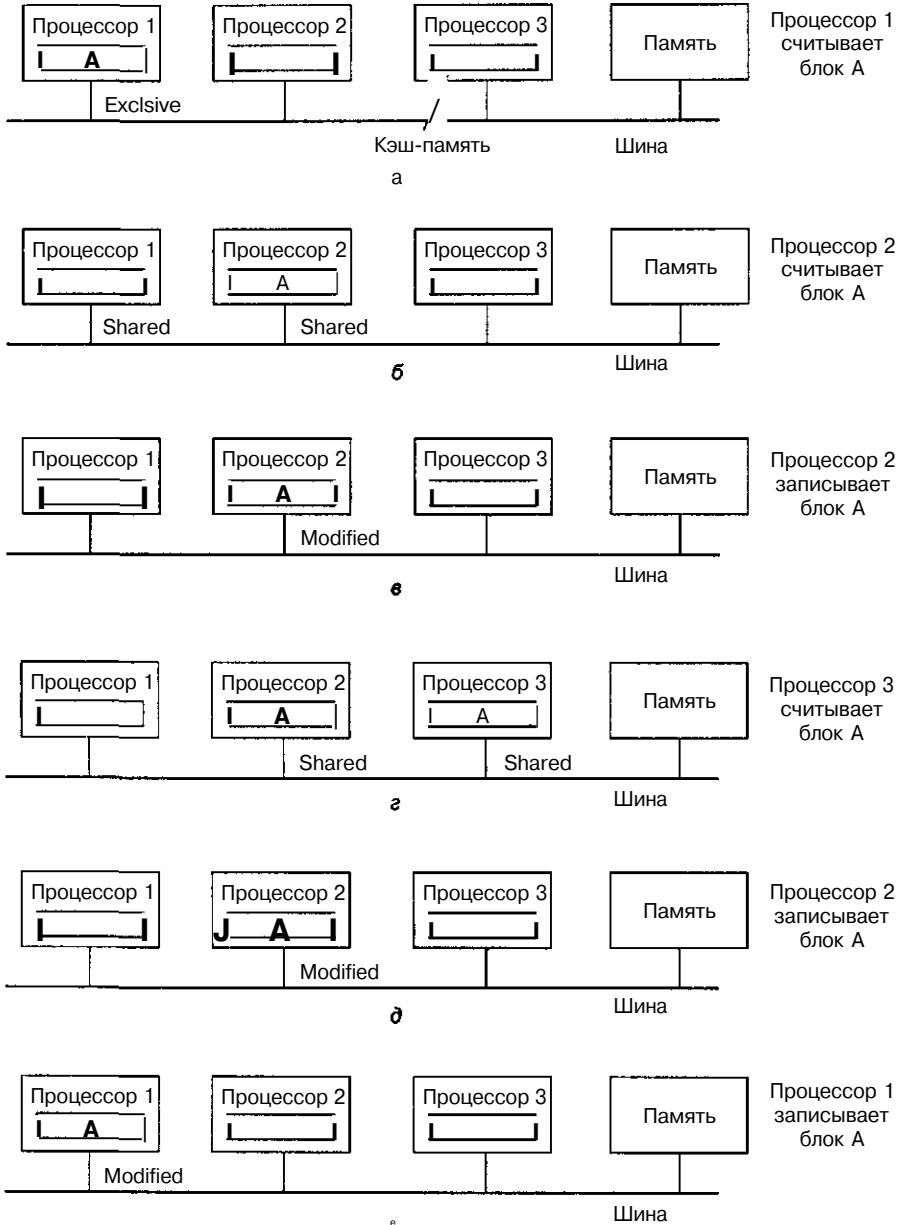 Процессор 1 Процессор 2 Процессор 3 Память Процессор 1
считывает
блок А
А
Exclsive
Кэш-память Шина
а
Процессор 1 Процессор 2 Процессор 3 Память Процессор 2
считывает
блок А
А
Shared Shared
Шина
б
Процессор 1 Процессор 2 Процессор 3 Память Процессор 2
записывает
блок А
А
Modified
Шина
в
Процессор 1 Процессор 2 Процессор 3 Память Процессор 3
считывает
блок А
А А
Shared Shared
Шина
г
Процессор 1 Процессор 2 Процессор 3 Память Процессор 2
записывает
блок А
А
Modified
Шина
д
Процессор 1 Процессор 2 Процессор 3 Память Процессор 1
записывает
блок А
А
Modified
Шина
е